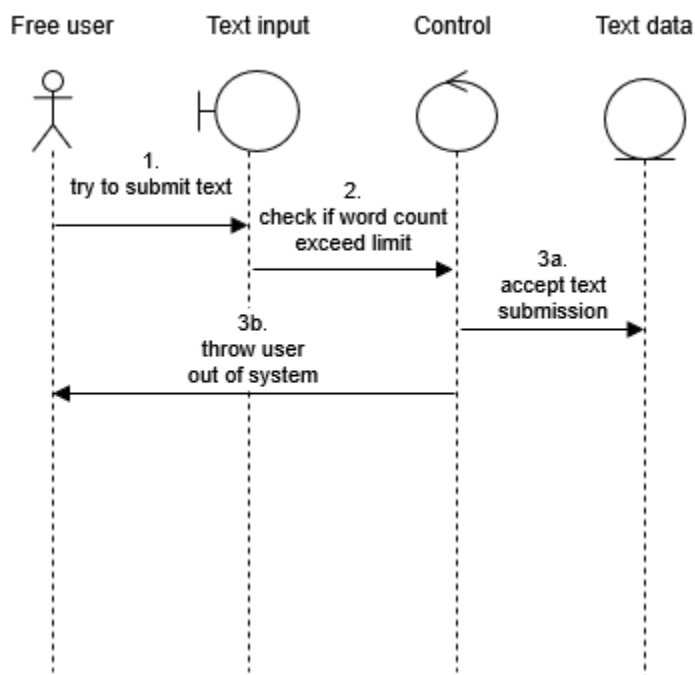 Free user
Text input
Control
Text data
1.
try to submit text
2.
check if word count
exceed limit
3a.
accept text
submission
3b.
throw user
out of system